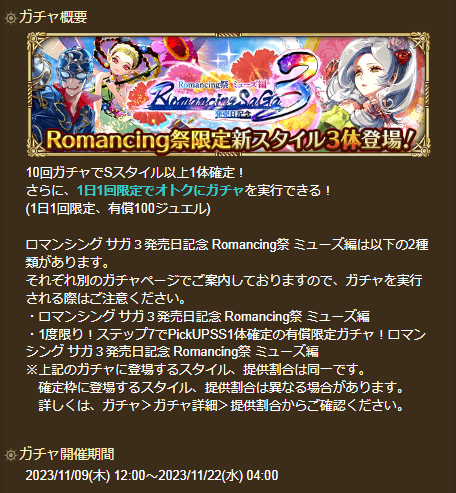 ガチャ概要
Romancing祭 ミューズ編
Romancing SaGa 3
発売日記念
Romancing祭限定新スタイル3体登場!
10回ガチャでSスタイル以上1体確定！
さらに、1日1回限定でオトクにガチャを実行できる！
(1日1回限定、有償100ジュエル)
ロマンシング サガ３発売日記念 Romancing祭 ミューズ編は以下の2種
類があります。
それぞれ別のガチャページでご案内しておりますので、ガチャを実行
される際はご注意ください。
・ロマンシング サガ３発売日記念 Romancing祭 ミューズ編
・1度限り！ステップ7でPickUPSS1体確定の有償限定ガチャ！ロマン
シング サガ３発売日記念 Romancing祭 ミューズ編
※上記のガチャに登場するスタイル、提供割合は同一です。
確定枠に登場するスタイル、提供割合は異なる場合があります。
詳しくは、ガチャ＞ガチャ詳細＞提供割合からご確認ください。
ガチャ開催期間
2023/11/09(木) 12:00～2023/11/22(水) 04:00